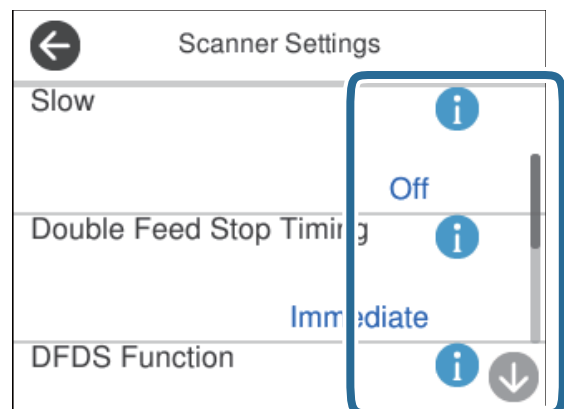 Scanner Settings
Slow
i
Off
Double Feed Stop Timing
i
Immediate
DFDS Function
i